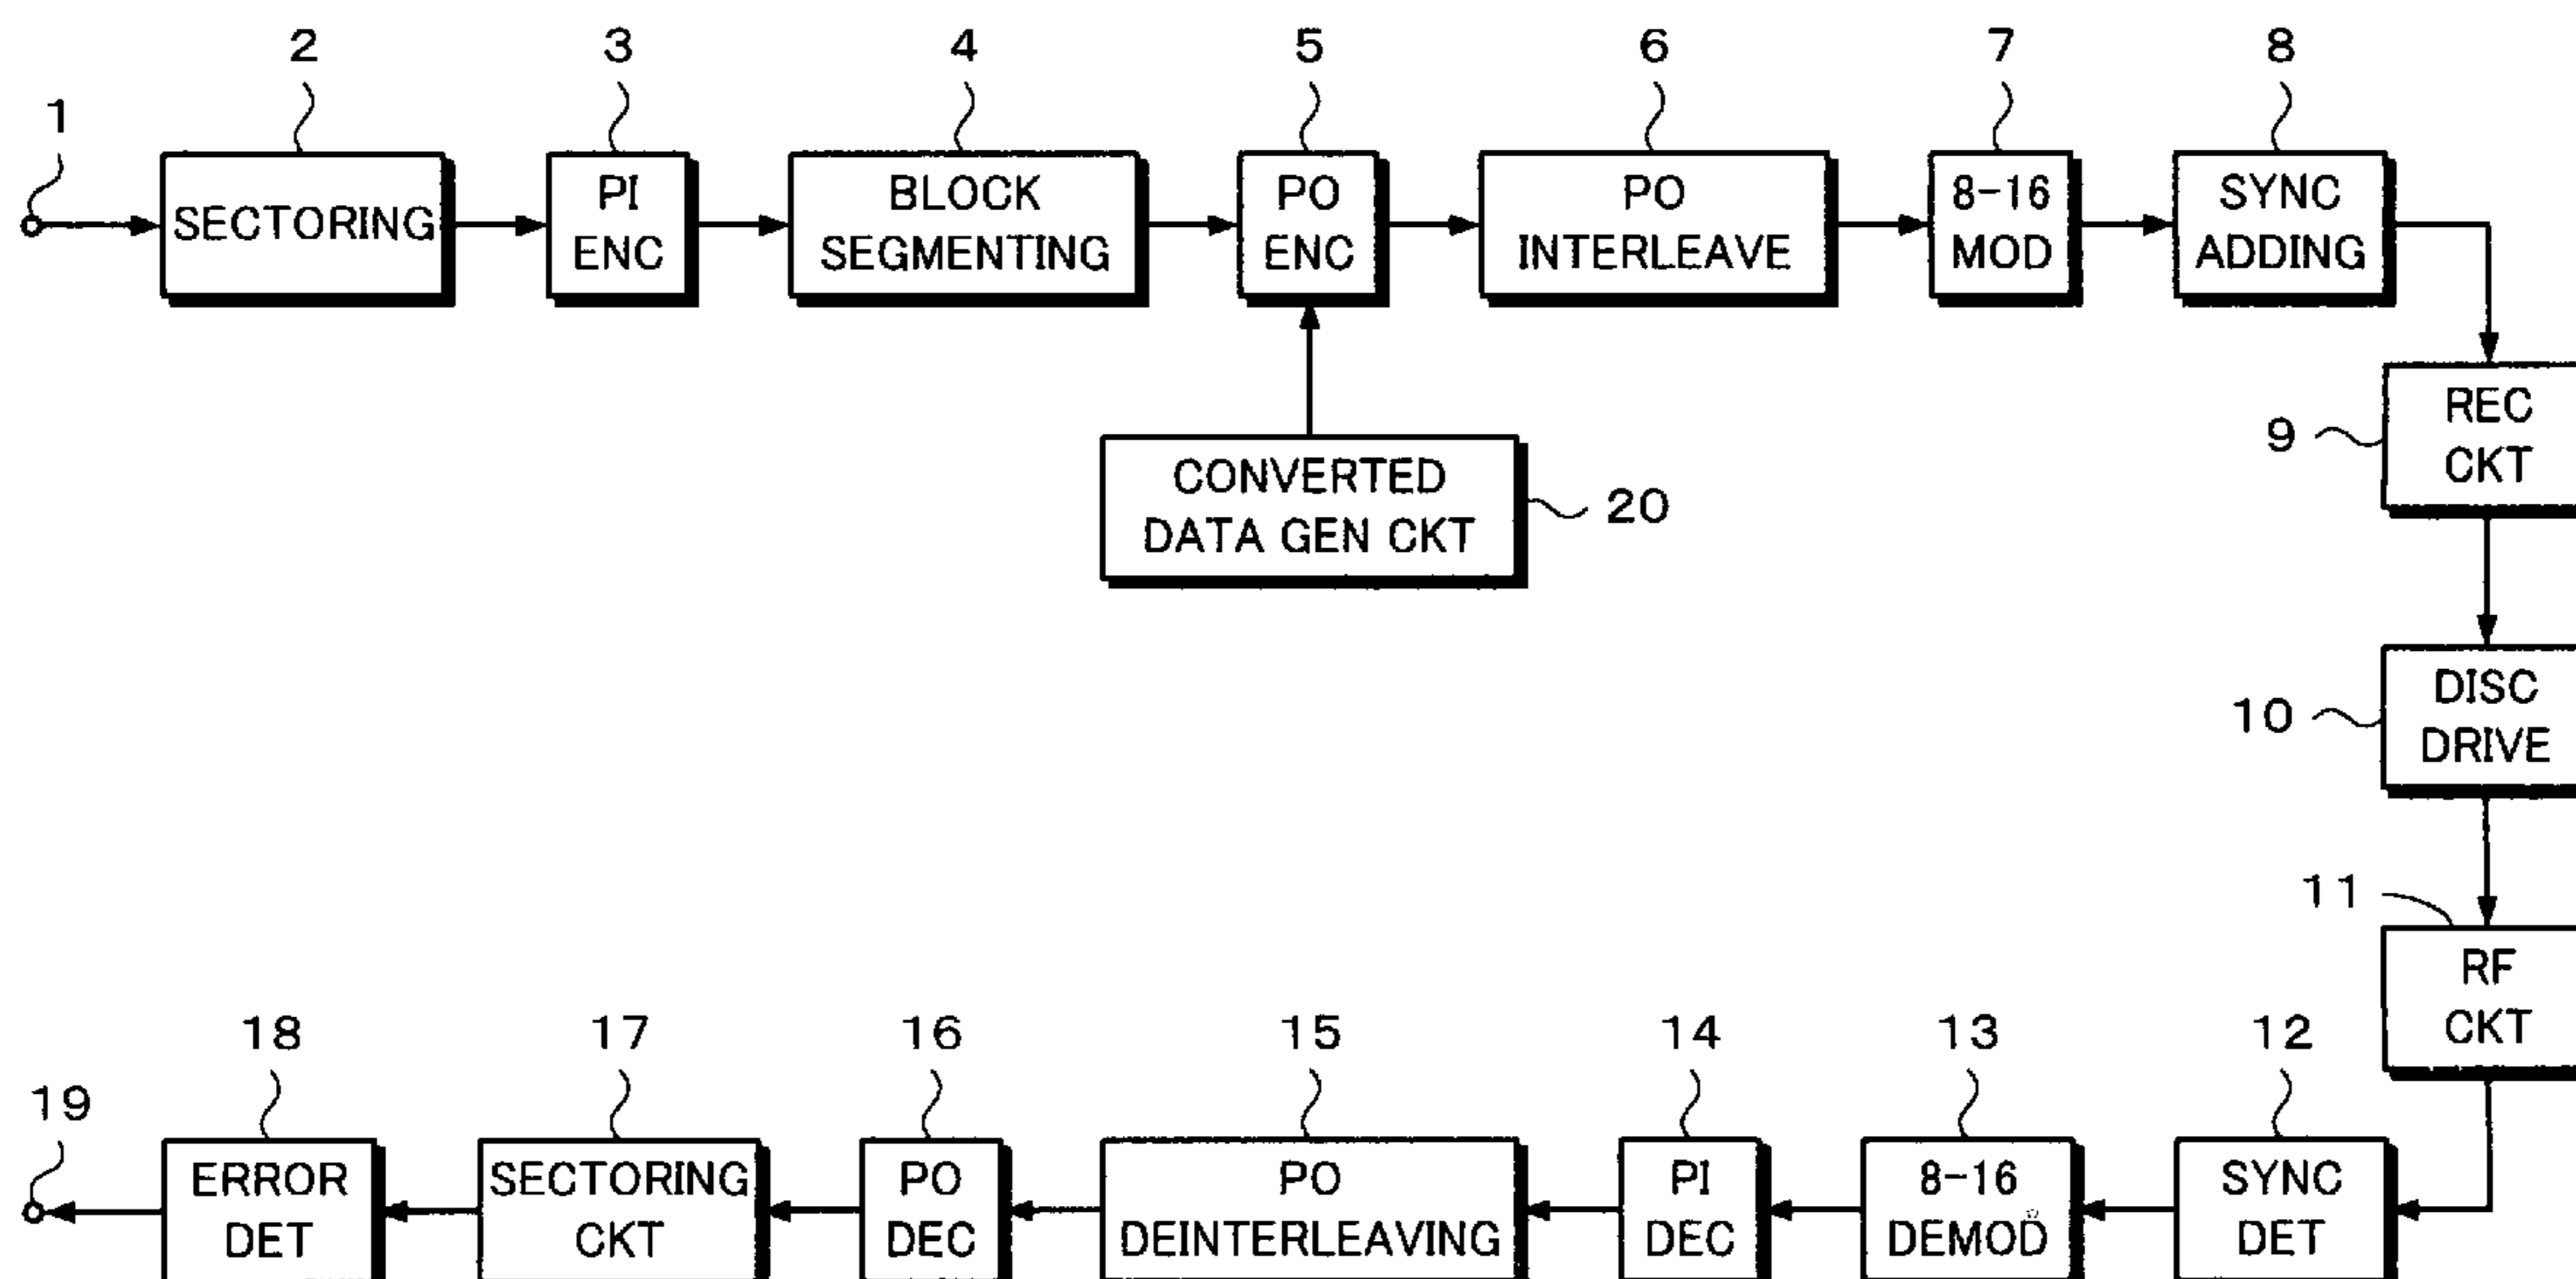 2
3
4
5
6
7
8
1
SECTORING
PI
ENC
BLOCK
SEGMENTING
PO
ENC
PO
INTERLEAVE
8-16
MOD
SYNC
ADDING
CONVERTED
DATA GEN CKT
20
9
REC
CKT
10
DISC
DRIVE
11
RF
CKT
19
18
17
16
15
14
13
12
ERROR
DET
SECTORING
CKT
PO
DEC
PO
DEINTERLEAVING
PI
DEC
8-16
DEMOD
SYNC
DET